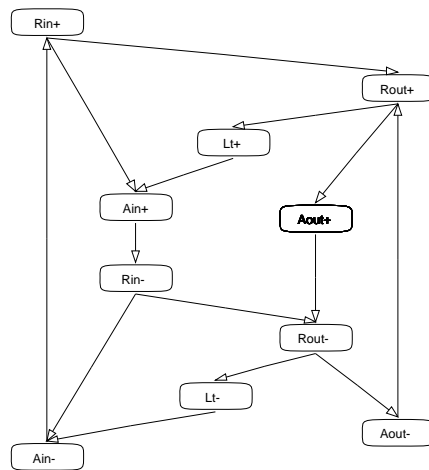 Rin+
Rout+
Lt+
Ain+
Aout+
Rin-
Rout-
Lt-
Aout-
Ain-